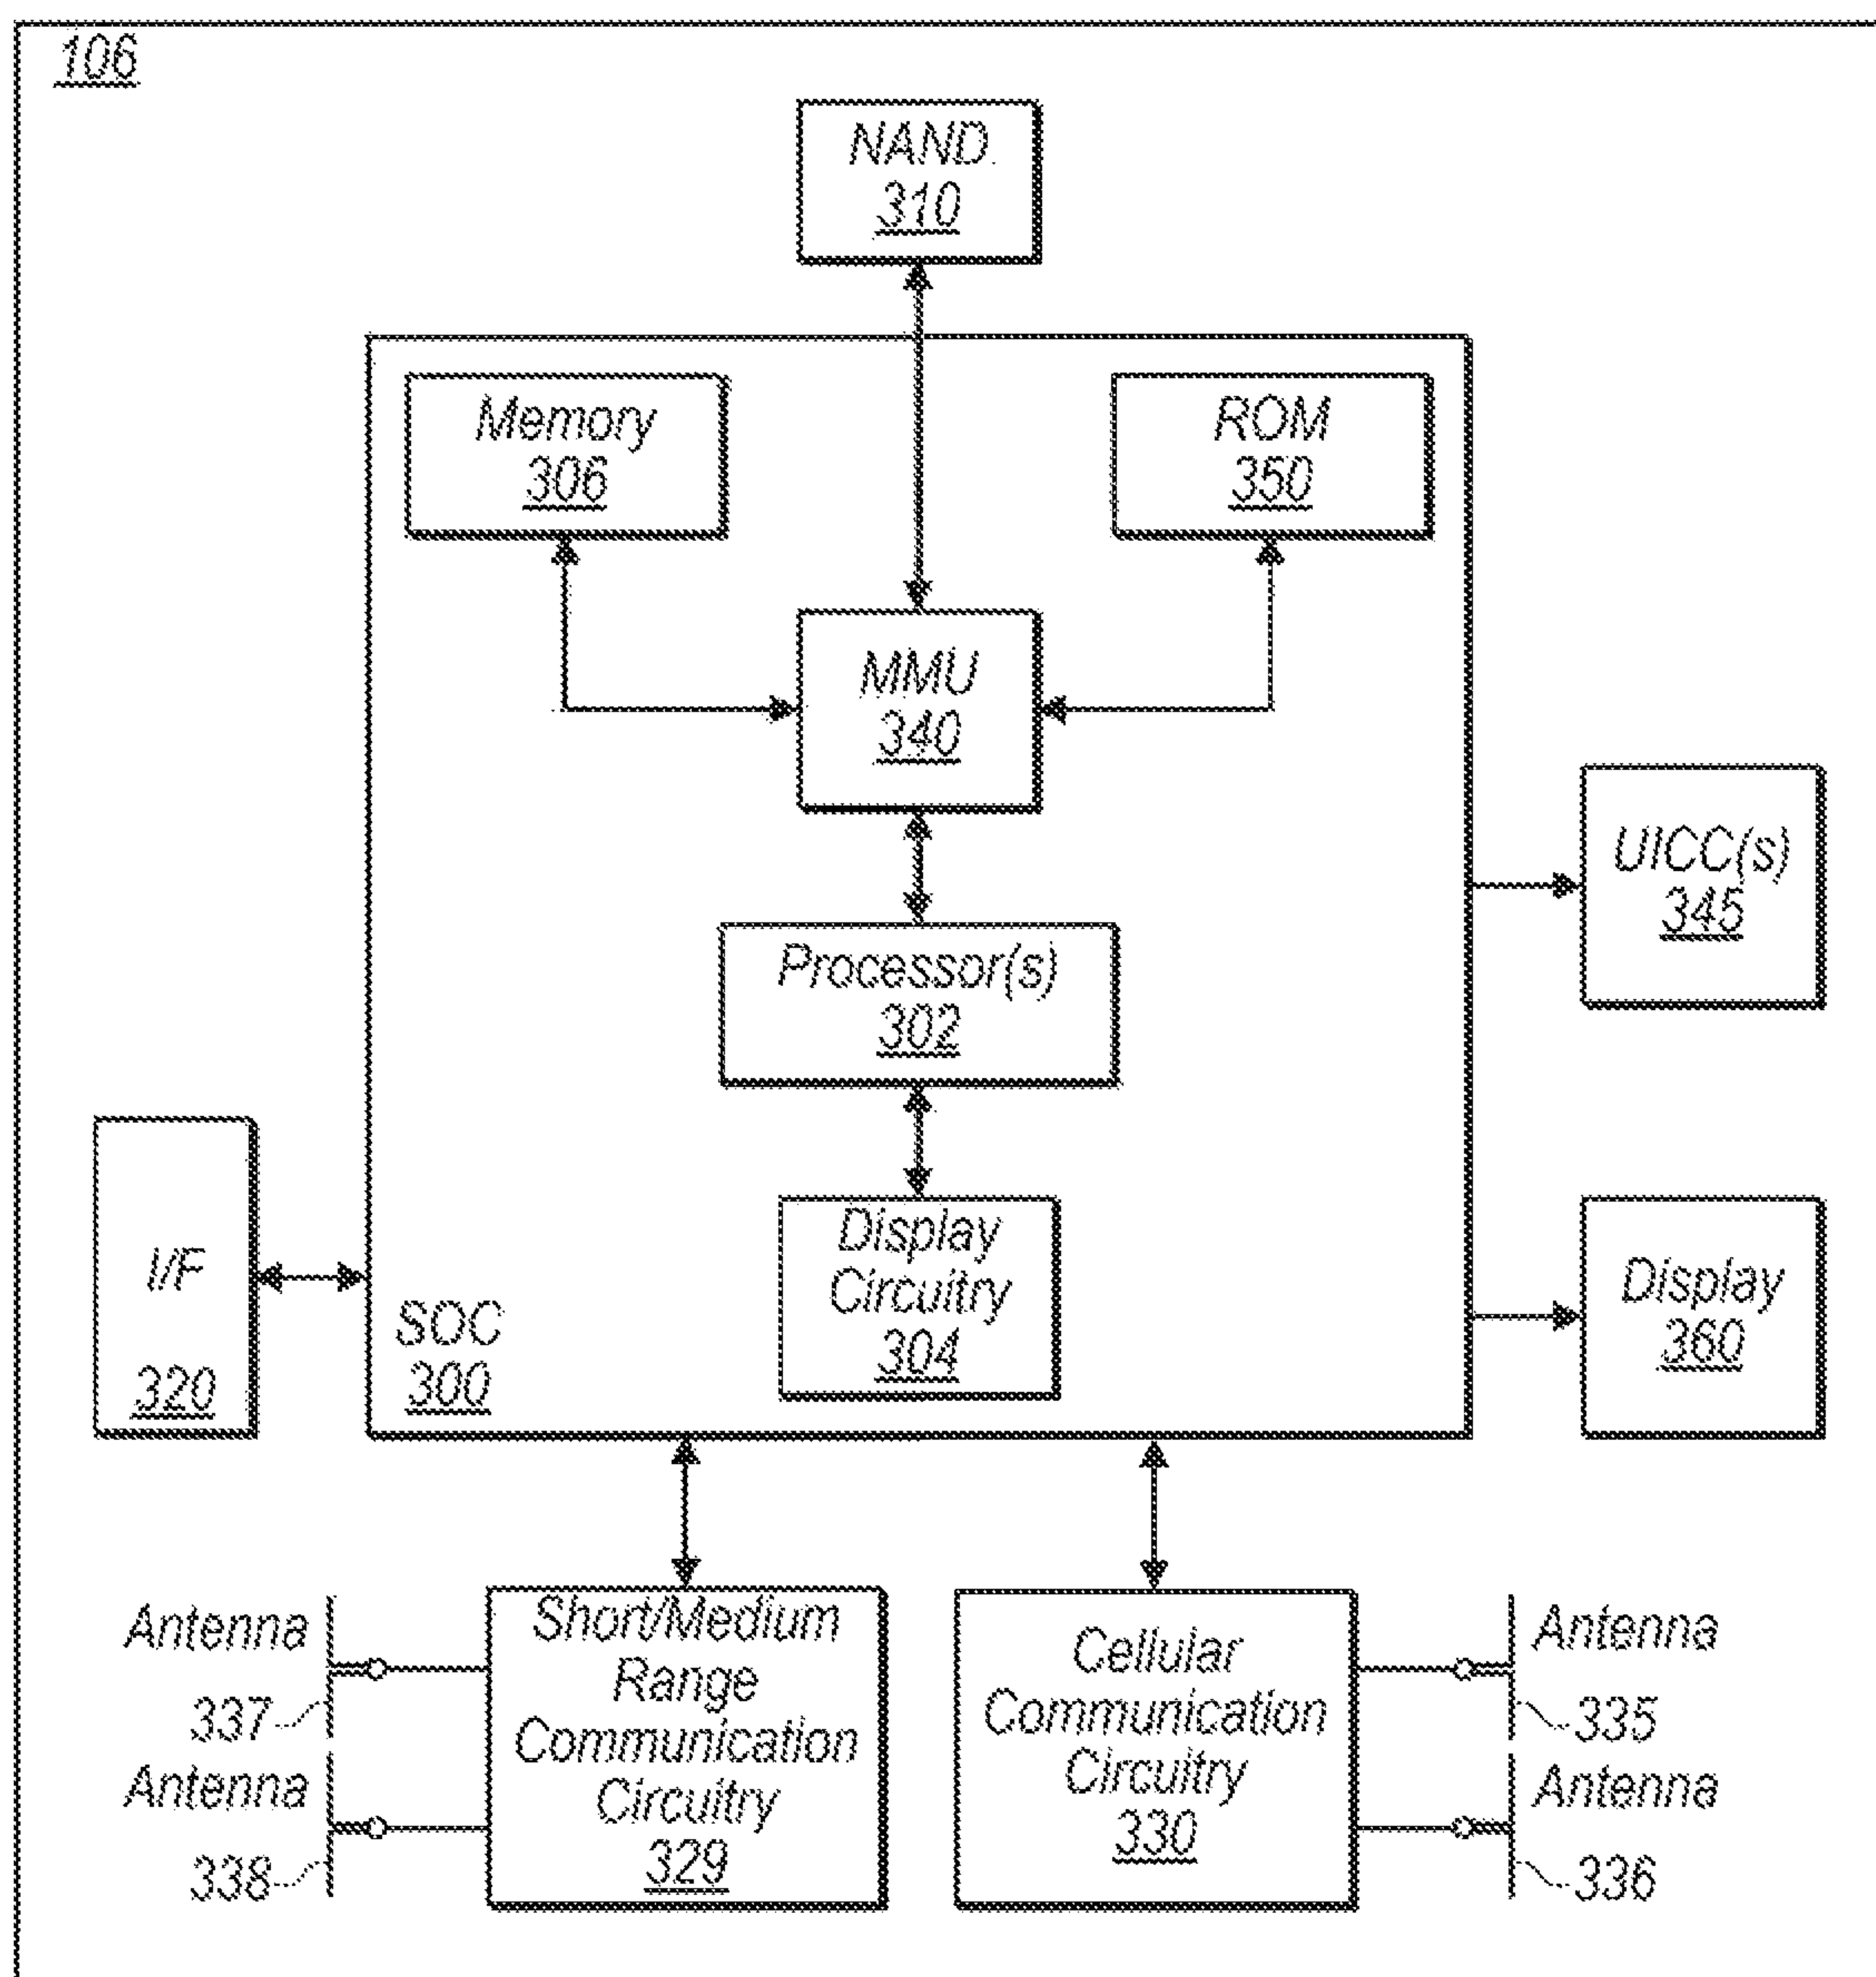 106
NAND
310
Memory
306
ROM
350
MMU
340
UICC(s)
345
Processor(s)
302
Display
Circuitry
304
I/F
320
SOC
300
Display
360
Antenna
337
Antenna
338
Short/Medium
Range
Communication
Circuitry
329
Cellular
Communication
Circuitry
330
Antenna
335
Antenna
336